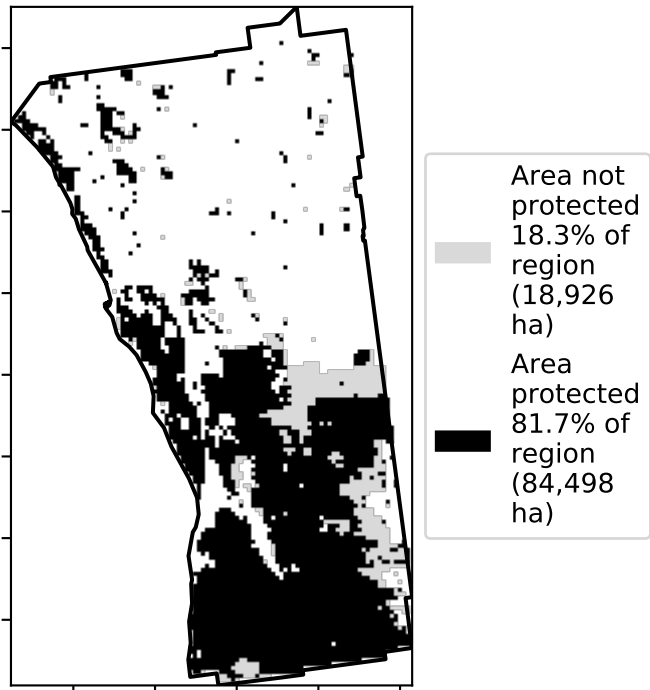 Area not
protected
18.3% of
region
(18,926
ha)
Area
protected
81.7% of
region
(84,498
ha)